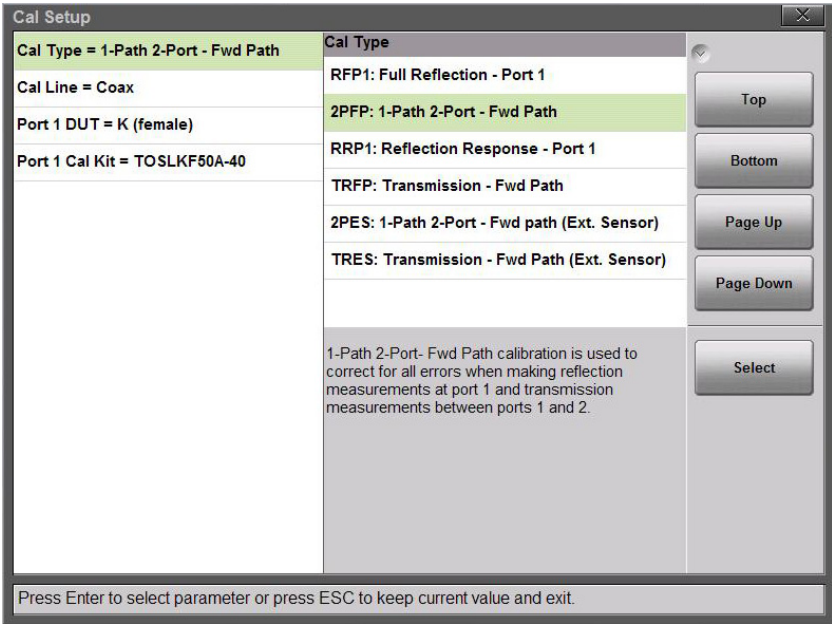 Cal Setup
Cal Type = 1-Path 2-Port - Fwd Path
Cal Line = Coax
Port 1 DUT = K (female)
Port 1 Cal Kit = TOSLKF50A-40
Cal Type
RFP1: Full Reflection - Port 1
2PFP: 1-Path 2-Port - Fwd Path
RRP1: Reflection Response - Port 1
TRFP: Transmission - Fwd Path
2PES: 1-Path 2-Port - Fwd path (Ext. Sensor)
TRES: Transmission - Fwd Path (Ext. Sensor)
1-Path 2-Port- Fwd Path calibration is used to
correct for all errors when making reflection
measurements at port 1 and transmission
measurements between ports 1 and 2.
Top
Bottom
Page Up
Page Down
Select
Press Enter to select parameter or press ESC to keep current value and exit.